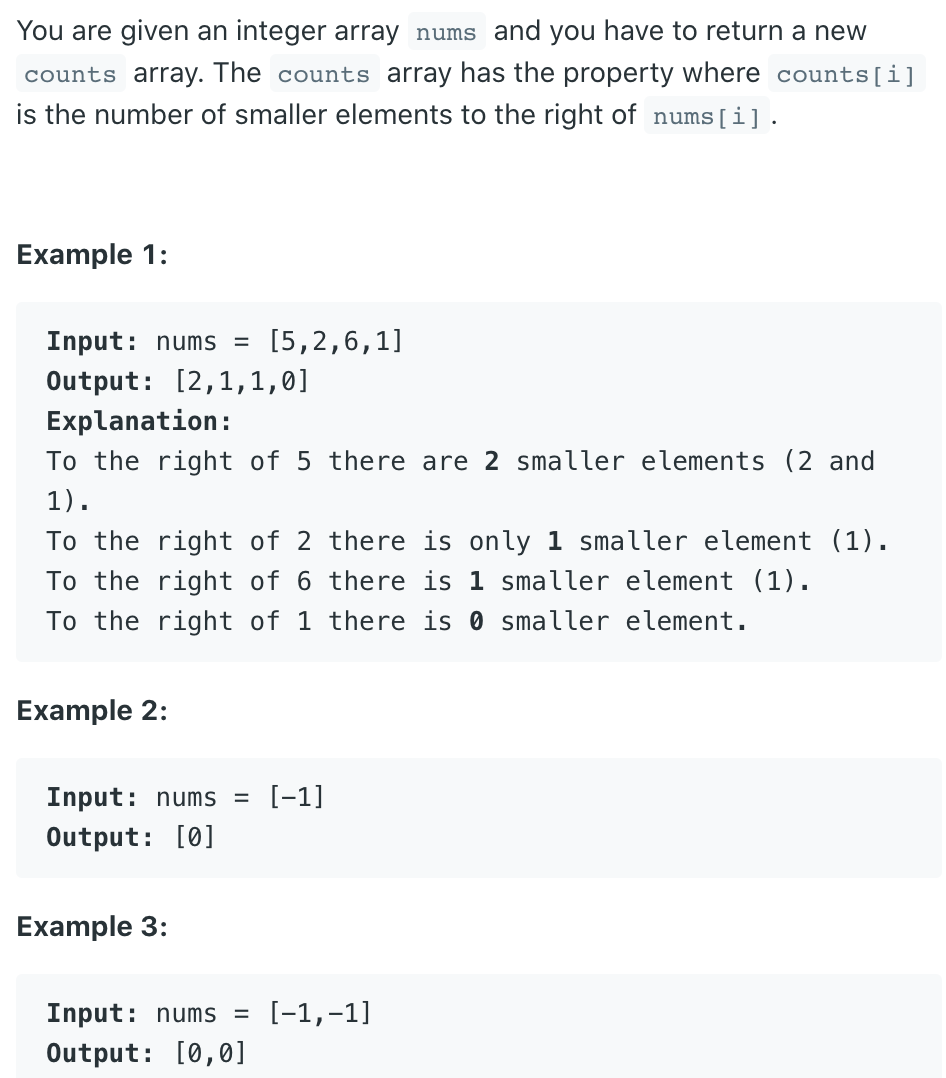 You are given an integer array nums and you have to return a new
counts array. The counts array has the property where counts[i]
is the number of smaller elements to the right of nums[i].
Example 1:
Input: nums = [5,2,6,1]
Output: [2,1,1,0]
Explanation:
To the right of 5 there are 2 smaller elements (2 and
1).
To the right of 2 there is only 1 smaller element (1).
To the right of 6 there is 1 smaller element (1).
To the right of 1 there is 0 smaller element.
Example 2:
Input: nums = [-1]
Output: [0]
Example 3:
Input: nums = [-1,-1]
Output: [0,0]